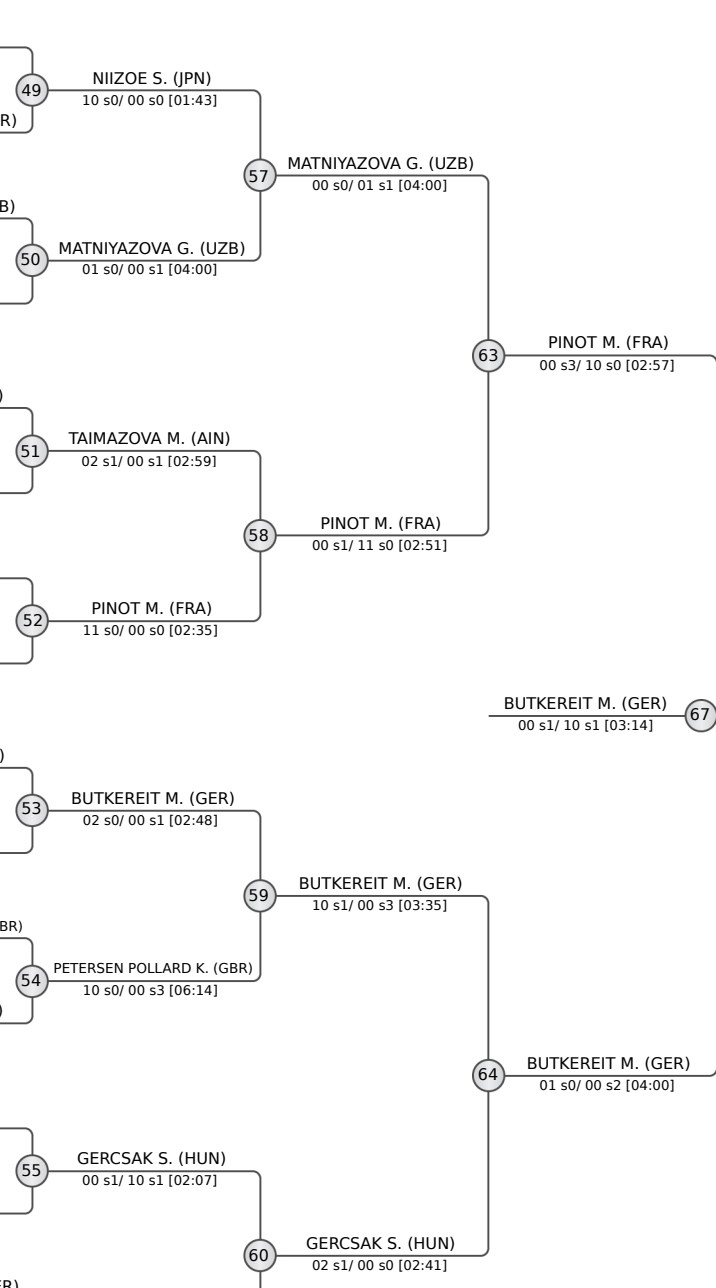 NIIZOE S. (JPN)
49
10 s0/ 00 s0 [01:43]
R)
MATNIYAZOVA G. (UZB)
57
00 s0/ 01 s1 [04:00]
B)
MATNIYAZOVA G. (UZB)
50
01 s0/ 00 s1 [04:00]
PINOT M. (FRA)
63
00 s3/ 10 s0 [02:57]
)
TAIMAZOVA M. (AIN)
51
02 s1/ 00 s1 [02:59]
PINOT M. (FRA)
58
00 s1/ 11 s0 [02:51]
PINOT M. (FRA)
52
11 s0/ 00 s0 [02:35]
BUTKEREIT M. (GER)
67
00 s1/ 10 s1 [03:14]
)
BUTKEREIT M. (GER)
53
02 s0/ 00 s1 [02:48]
BUTKEREIT M. (GER)
59
10 s1/ 00 s3 [03:35]
BR)
PETERSEN POLLARD K. (GBR)
54
10 s0/ 00 s3 [06:14]
)
BUTKEREIT M. (GER)
64
01 s0/ 00 s2 [04:00]
GERCSAK S. (HUN)
55
00 s1/ 10 s1 [02:07]
GERCSAK S. (HUN)
60
02 s1/ 00 s0 [02:41]